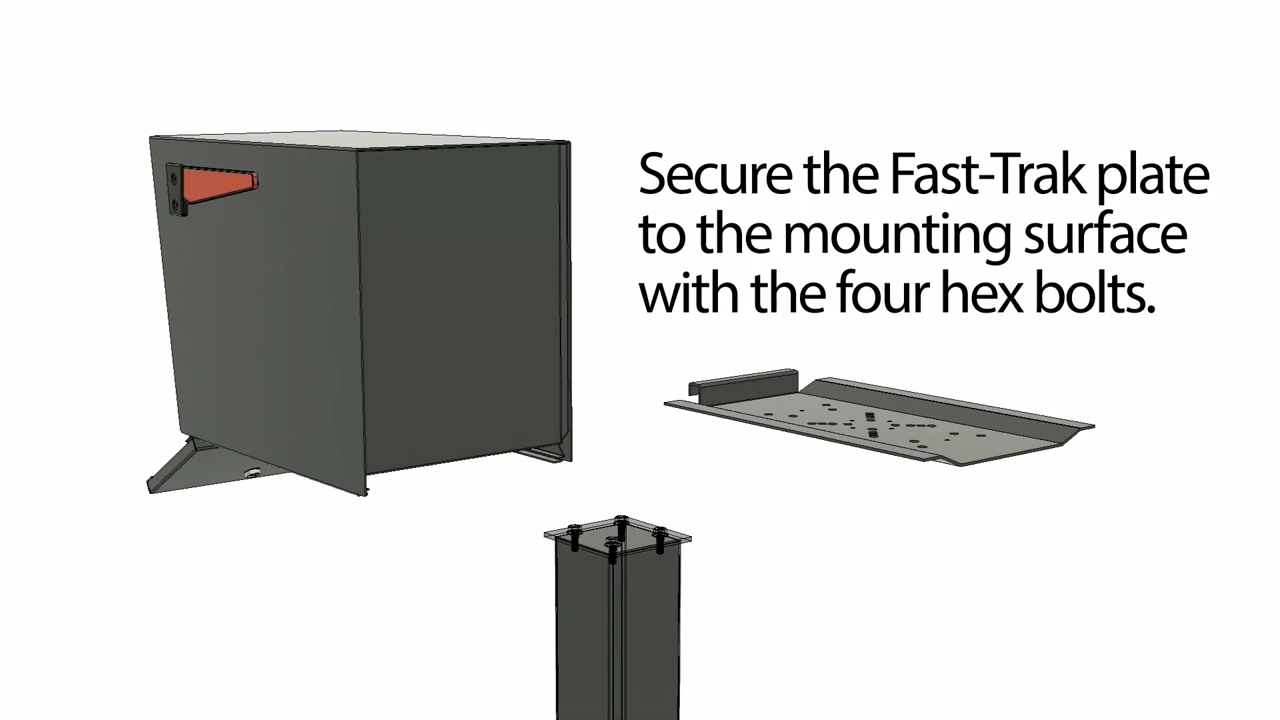 Secure the Fast-Trak plate
to the mounting surface
with the four hex bolts.